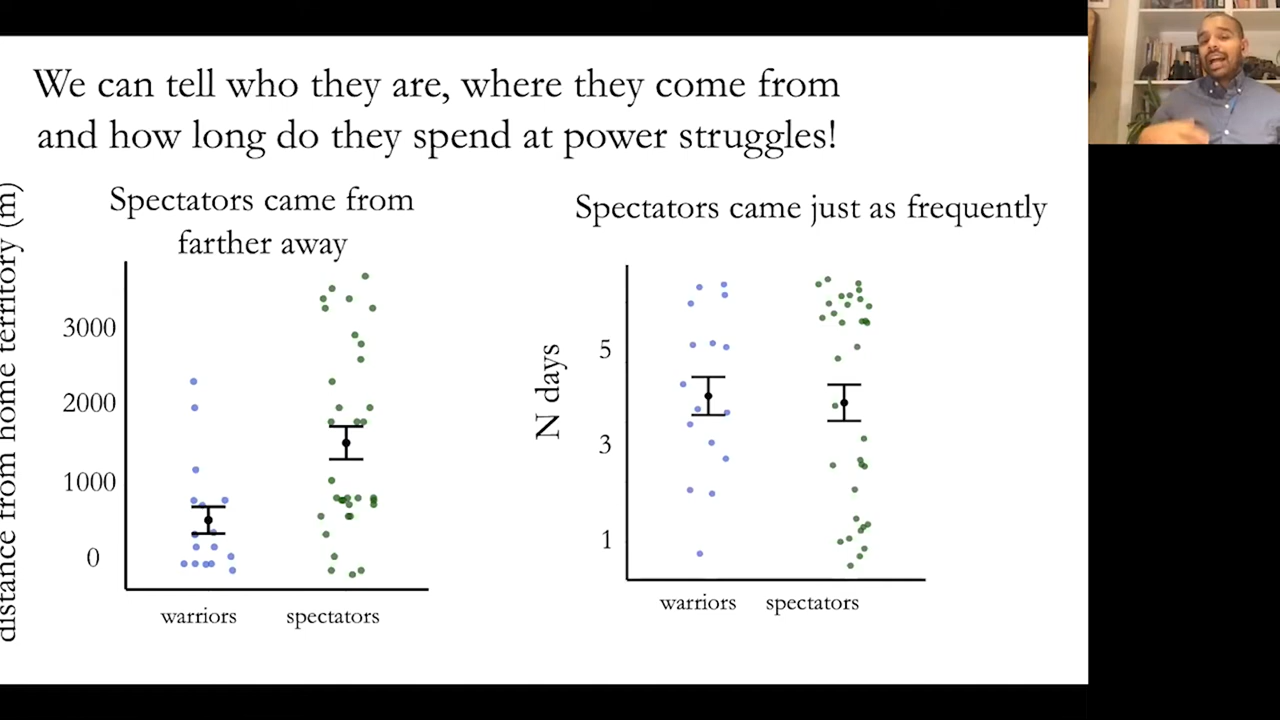 We can tell who they are, where they come from
and how long do they spend at power struggles!
Spectators came from
farther away
distance from home territory (m)
3000
2000
1000
0
warriors
spectators
Spectators came just as frequently
N days
5
3
1
warriors
spectators